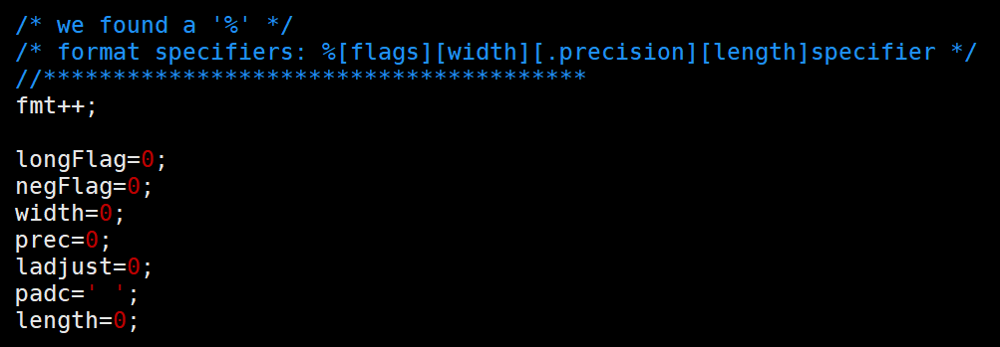 /* we found a '%' */
/* format specifiers: %[flags][width][.precision][length]specifier */
//***************************************
fmt++;
longFlag=0;
negFlag=0;
width=0;
prec=0;
ladjust=0;
padc=' ';
length=0;